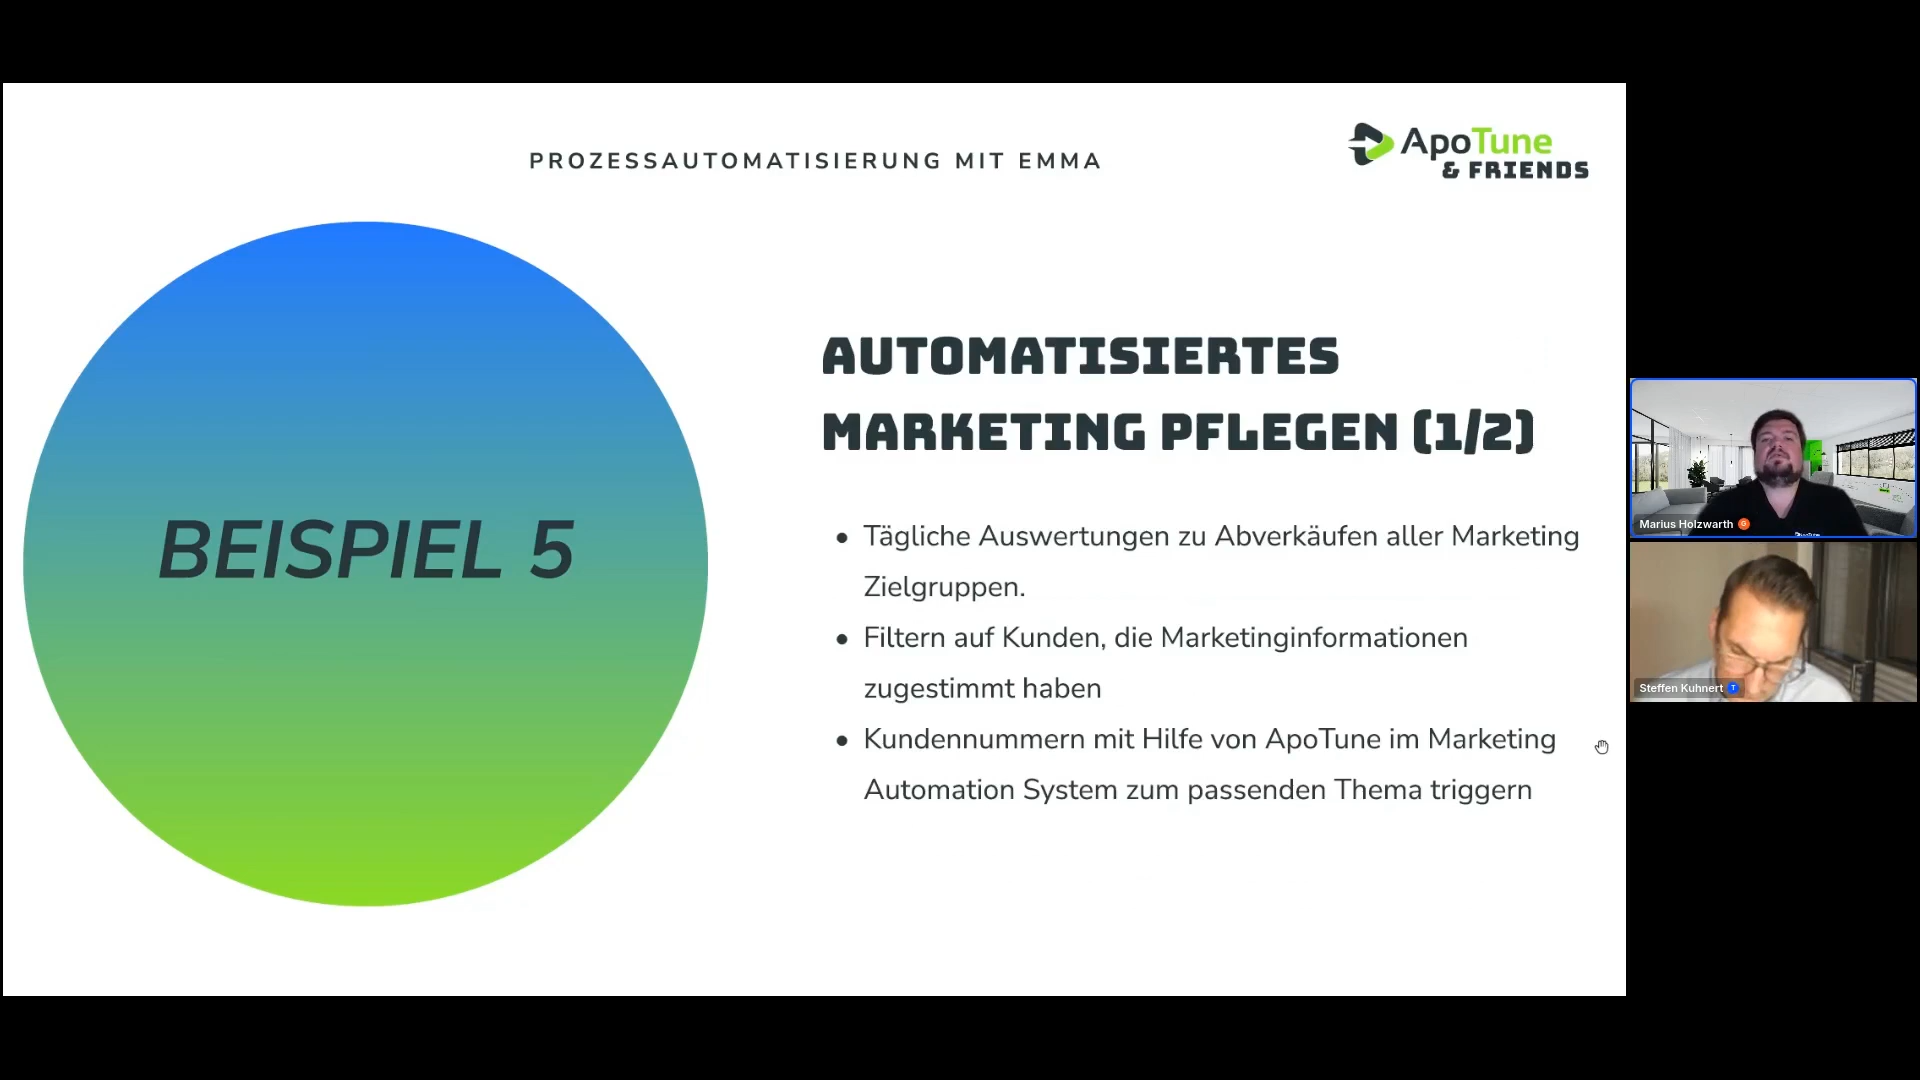 PROZESSAUTOMATISIERUNG MIT EMMA
ApoTune
& FRIENDS
BEISPIEL 5
AUTOMATISIERTES
MARKETING PFLEGEN (1/2)
• Tägliche Auswertungen zu Abverkäufen aller Marketing
Zielgruppen.
• Filtern auf Kunden, die Marketinginformationen
zugestimmt haben
• Kundennummern mit Hilfe von ApoTune im Marketing
Automation System zum passenden Thema triggern
Marius Holzwarth G
Steffen Kuhnert T